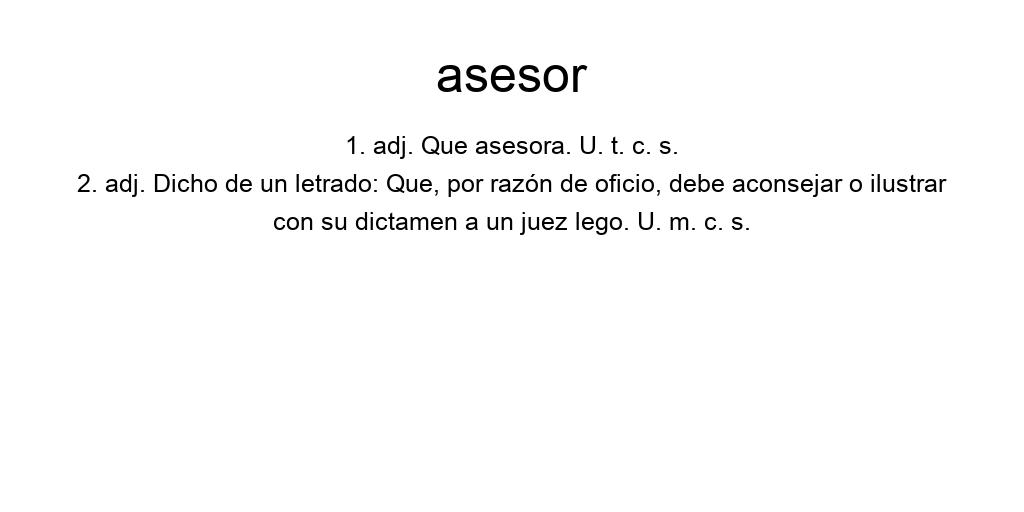 asesor
1. adj. Que asesora. U. t. c. s.
2. adj. Dicho de un letrado: Que, por razón de oficio, debe aconsejar o ilustrar
con su dictamen a un juez lego. U. m. c. s.